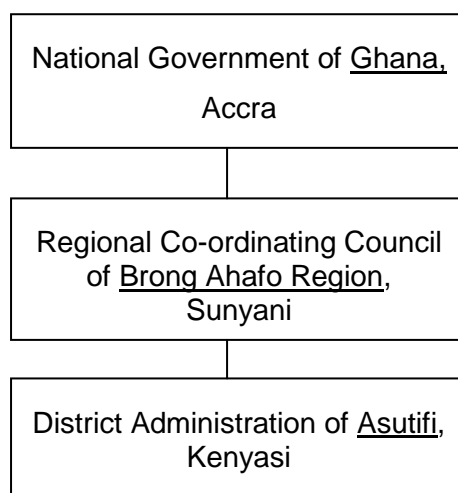 National Government of Ghana,
Accra
Regional Co-ordinating Council
of Brong Ahafo Region,
Sunyani
District Administration of Asutifi,
Kenyasi